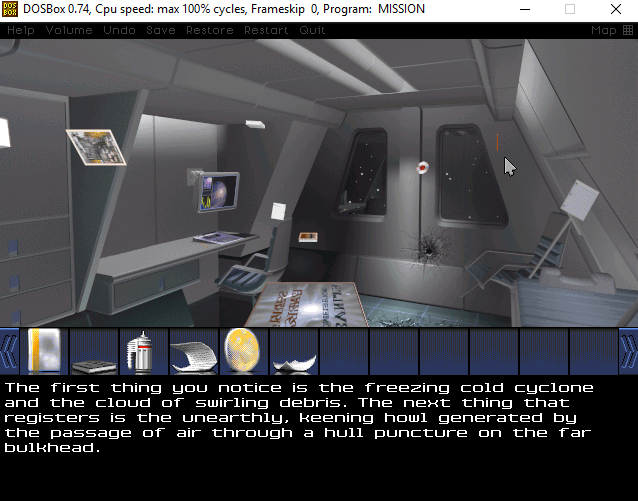 DOSBox 0.74, Cpu speed: max 100% cycles, Frameskip 0, Program: MISSION
Help Volume Undo Save Restore Restart Quit Map
The first thing you notice is the freezing cold cyclone
and the cloud of swirling debris. The next thing that
registers is the unearthly, keening howl generated by
the passage of air through a hull puncture on the far
bulkhead.